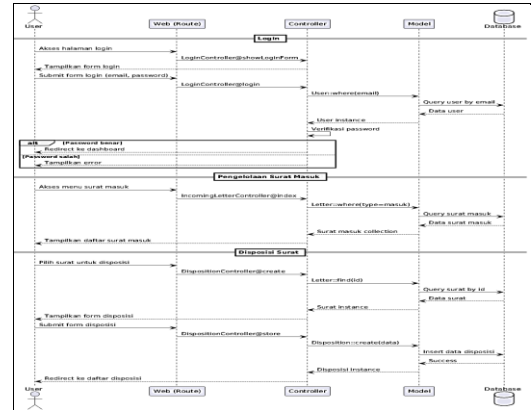 User
Web (Route)
Controller
Model
Database
Login
Akses halaman login
LoginController@showLoginForm
Tampilkan form login
Submit form login (email, password)
LoginController@login
User::where(email)
Query user by email
Data user
User instance
Verifikasi password
alt [Password benar]
Redirect ke dashboard
[Password salah]
Tampilkan error
Pengelolaan Surat Masuk
Akses menu surat masuk
IncomingLetterController@index
Letter::where(type=masuk)
Query surat masuk
Data surat masuk
Surat masuk collection
Tampilkan daftar surat masuk
Disposisi Surat
Pilih surat untuk disposisi
DispositionController@create
Letter::find(id)
Query surat by id
Data surat
Surat instance
Tampilkan form disposisi
Submit form disposisi
DispositionController@store
Disposition::create(data)
Insert data disposisi
Success
Disposisi instance
Redirect ke daftar disposisi
User
Web (Route)
Controller
Model
Database